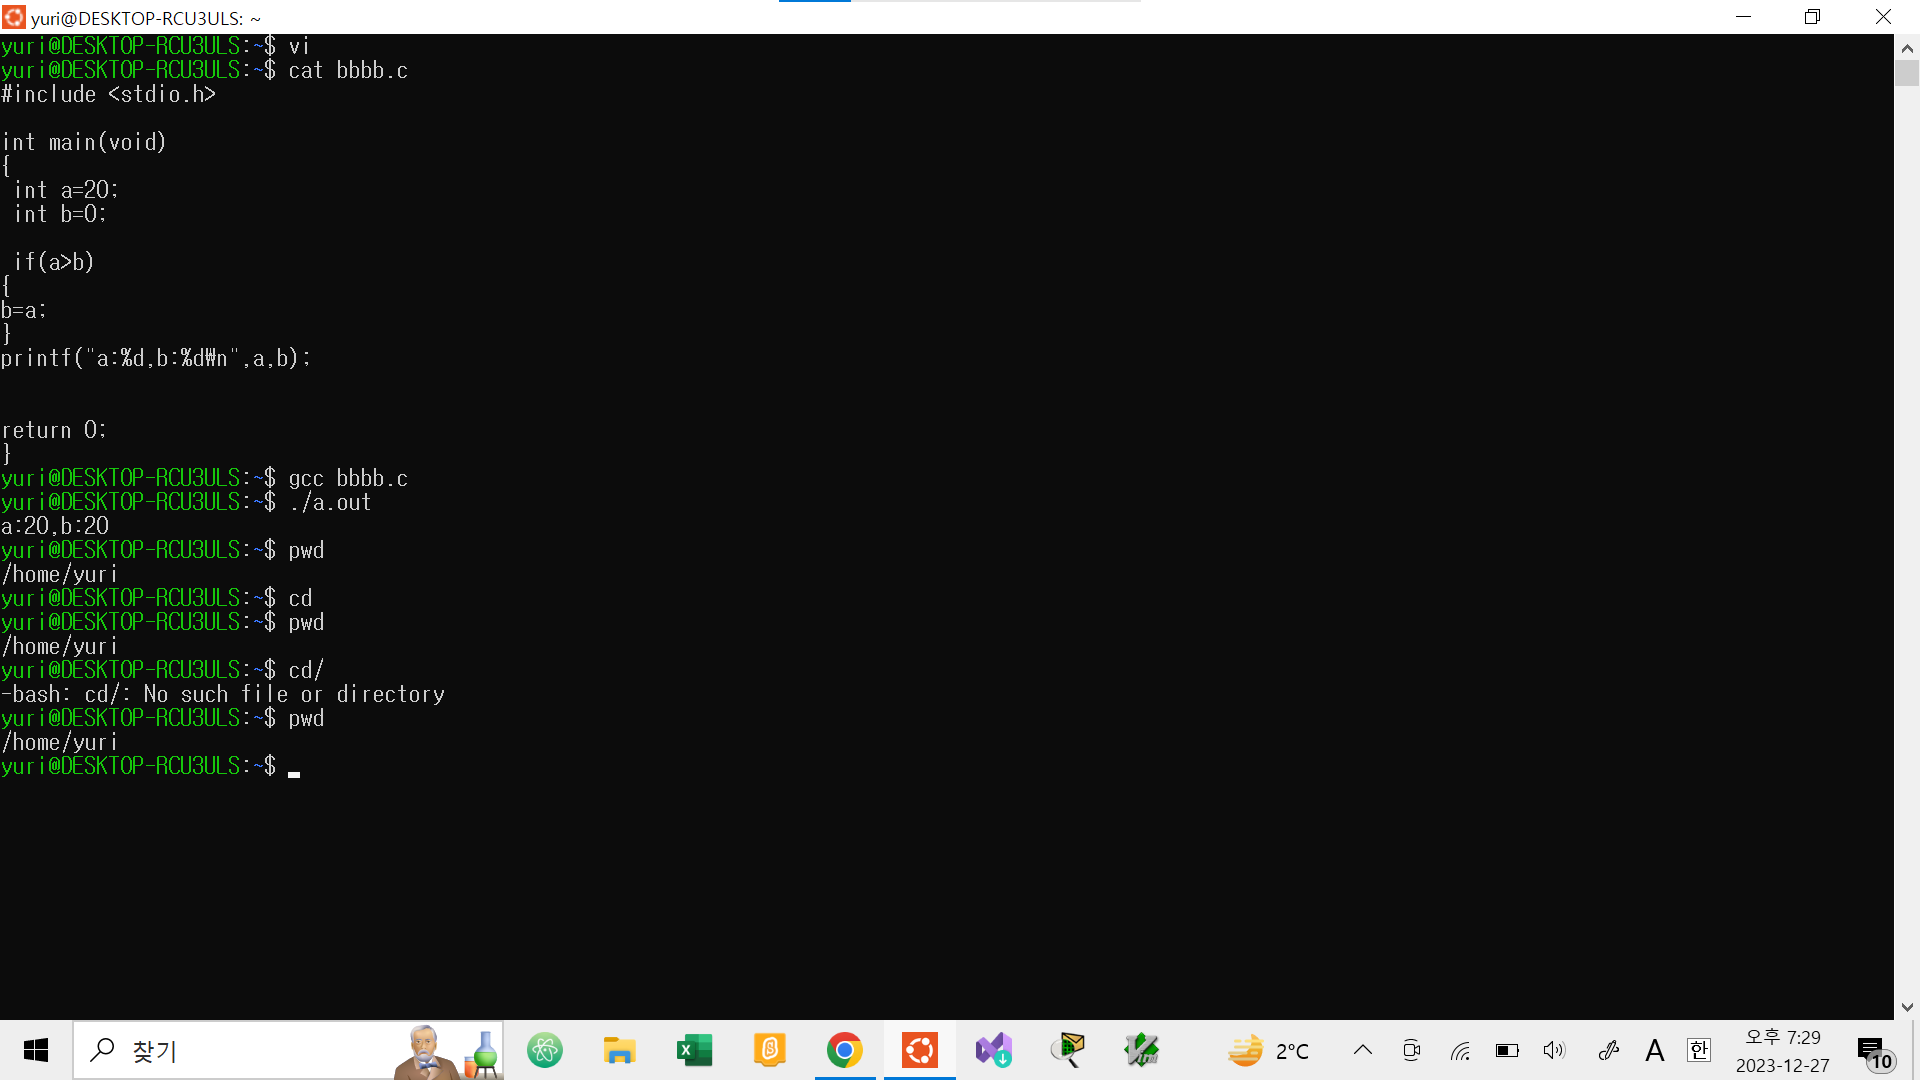 yuri@DESKTOP-RCU3ULS: ~
yuri@DESKTOP-RCU3ULS:~$ vi
yuri@DESKTOP-RCU3ULS:~$ cat bbbb.c
#include <stdio.h>
int main(void)
{
int a=20;
int b=0;
if(a>b)
{
b=a;
}
printf("a:%d,b:%d₩n",a,b);
return 0;
}
yuri@DESKTOP-RCU3ULS:~$ gcc bbbb.c
yuri@DESKTOP-RCU3ULS:~$ ./a.out
a:20,b:20
yuri@DESKTOP-RCU3ULS:~$ pwd
/home/yuri
yuri@DESKTOP-RCU3ULS:~$ cd
yuri@DESKTOP-RCU3ULS:~$ pwd
/home/yuri
yuri@DESKTOP-RCU3ULS:~$ cd/
-bash: cd/: No such file or directory
yuri@DESKTOP-RCU3ULS:~$ pwd
/home/yuri
yuri@DESKTOP-RCU3ULS:~$
찾기
2°C
A
한
오후 7:29
2023-12-27
10